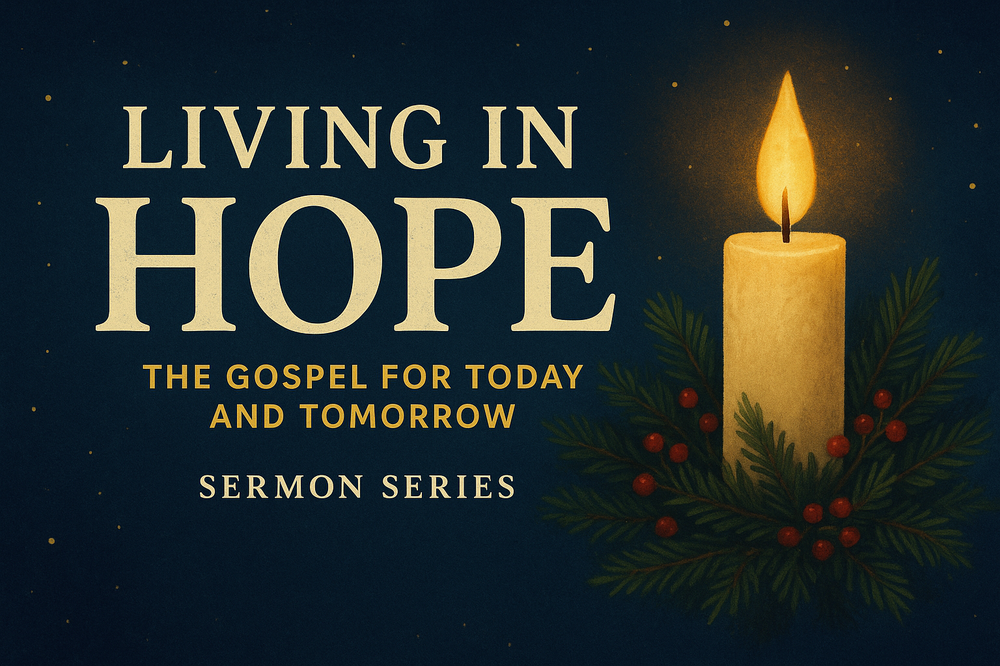 LIVING IN
HOPE
THE GOSPEL FOR TODAY
AND TOMORROW
SERMON SERIES